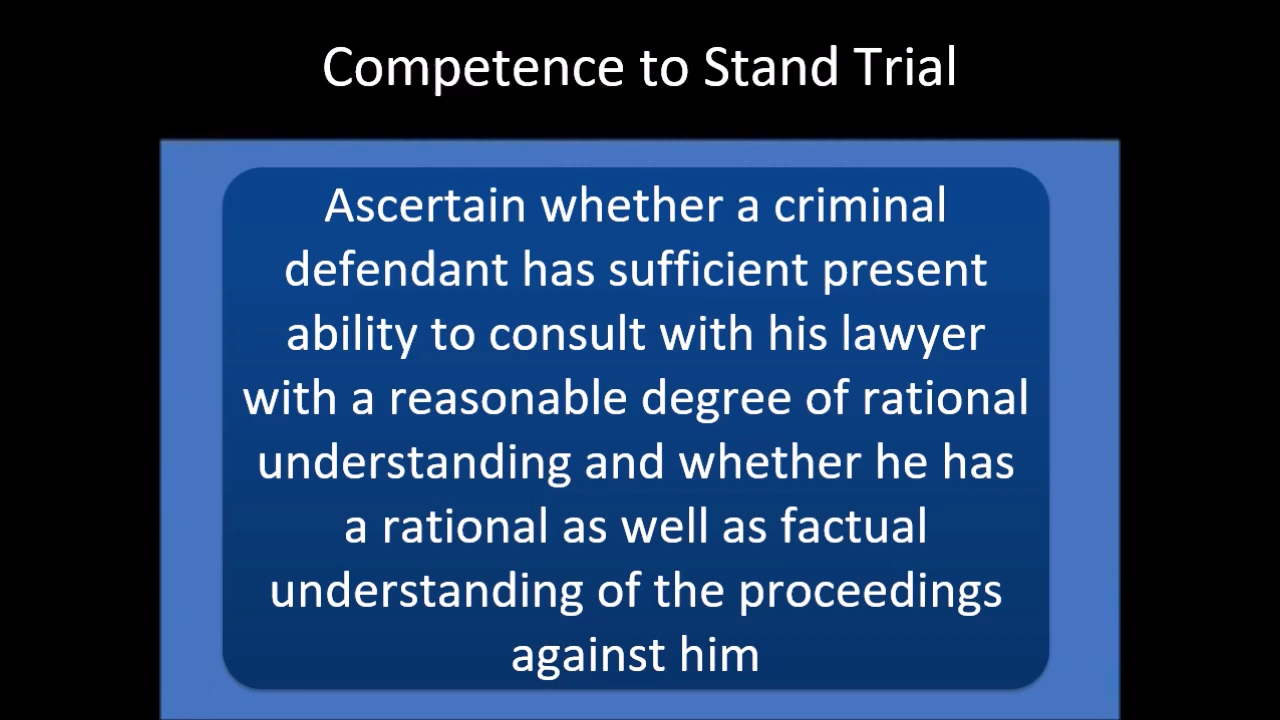 Competence to Stand Trial
Ascertain whether a criminal
defendant has sufficient present
ability to consult with his lawyer
with a reasonable degree of rational
understanding and whether he has
a rational as well as factual
understanding of the proceedings
against him